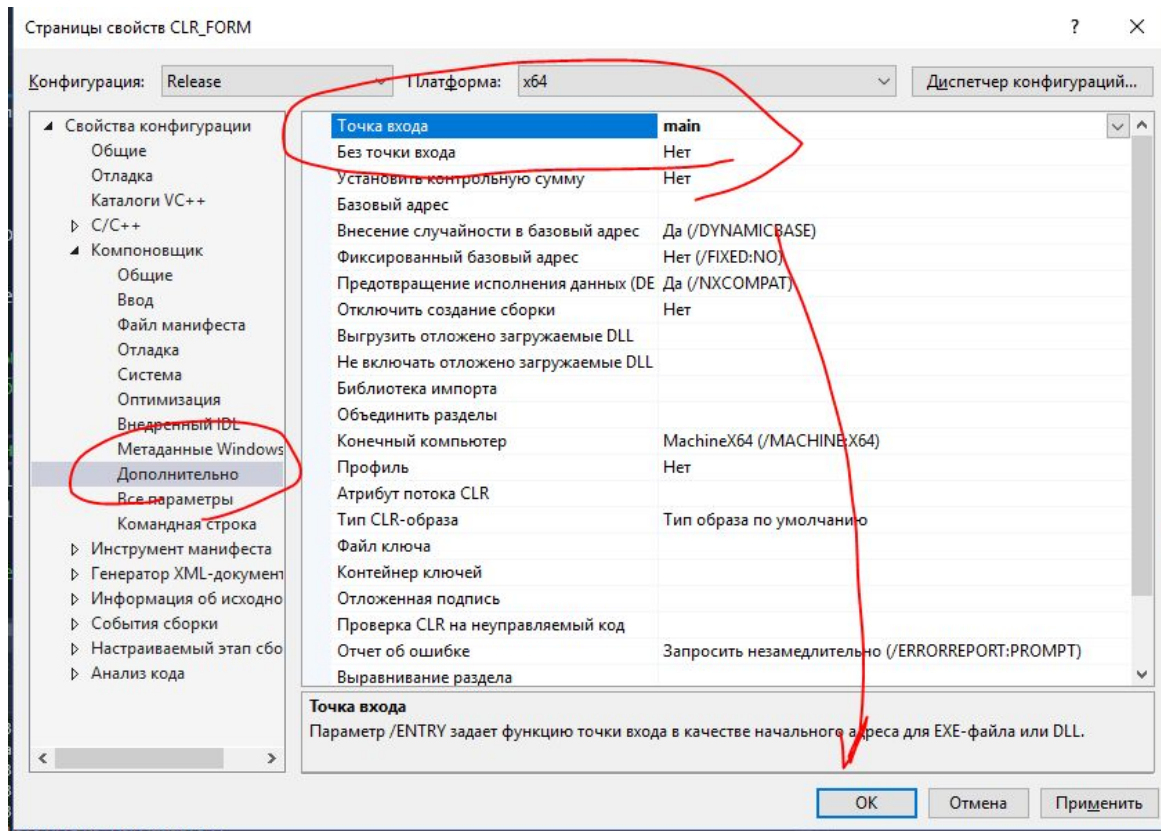 Страницы свойств CLR_FORM ?
Конфигурация: Release Платформа: x64 Диспетчер конфигураций...
Свойства конфигурации
Общие
Отладка
Каталоги VC++
C/C++
Компоновщик
Общие
Ввод
Файл манифеста
Отладка
Система
Оптимизация
Внедренный IDL
Метаданные Windows
Дополнительно
Все параметры
Командная строка
Инструмент манифеста
Генератор XML-документ
Информация об исходно
События сборки
Настраиваемый этап сбо
Анализ кода
Точка входа main
Без точки входа Нет
Установить контрольную сумму Нет
Базовый адрес
Внесение случайности в базовый адрес Да (/DYNAMICBASE)
Фиксированный базовый адрес Нет (/FIXED:NO)
Предотвращение исполнения данных (DE Да (/NXCOMPAT)
Отключить создание сборки Нет
Выгрузить отложено загружаемые DLL
Не включать отложено загружаемые DLL
Библиотека импорта
Объединить разделы
Конечный компьютер MachineX64 (/MACHINE:X64)
Профиль Нет
Атрибут потока CLR
Тип CLR-образа Тип образа по умолчанию
Файл ключа
Контейнер ключей
Отложенная подпись
Проверка CLR на неуправляемый код
Отчет об ошибке Запросить незамедлительно (/ERRORREPORT:PROMPT)
Выравнивание раздела
Точка входа
Параметр /ENTRY задает функцию точки входа в качестве начального адреса для EXE-файла или DLL.
ОК Отмена Применить